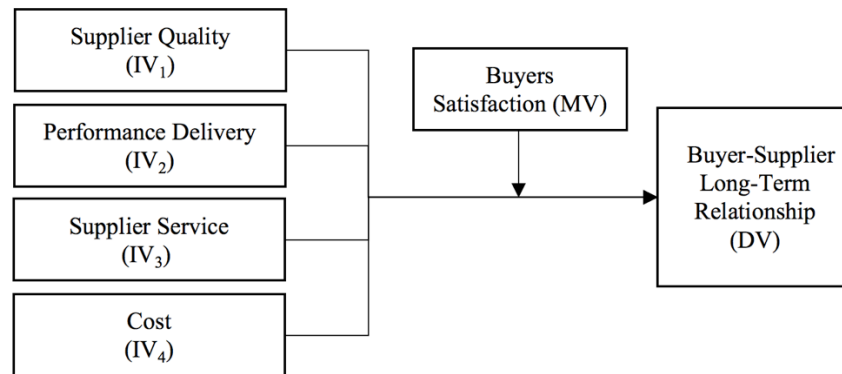 Supplier Quality
(IV₁)
Performance Delivery
(IV₂)
Supplier Service
(IV₃)
Cost
(IV₄)
Buyers
Satisfaction (MV)
Buyer-Supplier
Long-Term
Relationship
(DV)